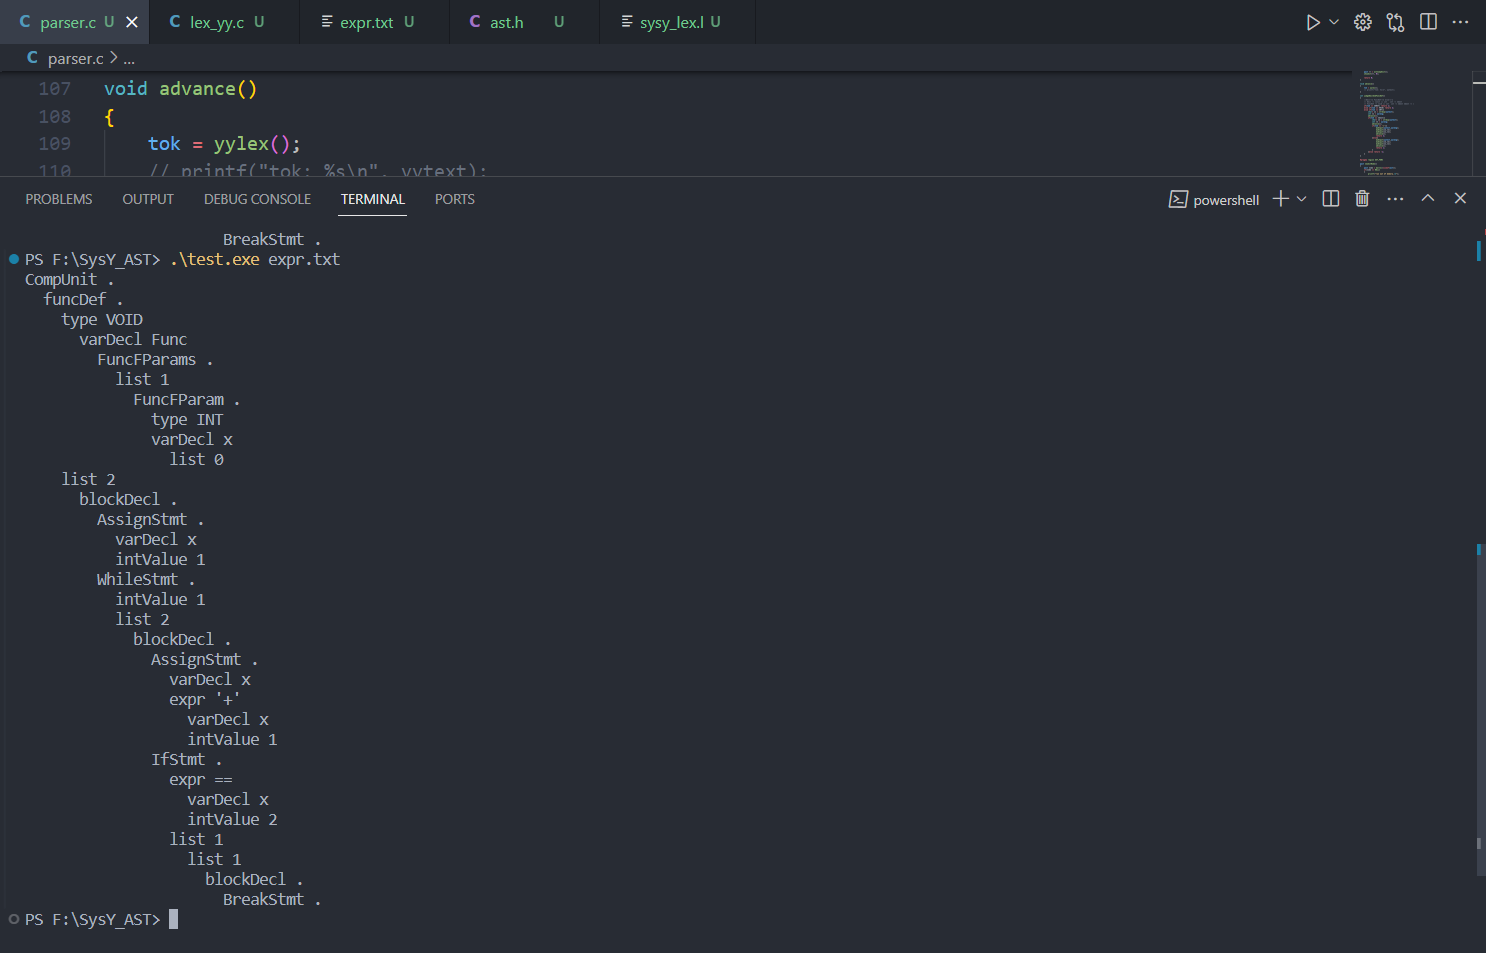 parser.c U
lex_yy.c U
expr.txt U
ast.h U
sysy_lex.l U
parser.c > ...
107 void advance()
108 {
109 tok = yylex();
110 // printf("tok: %s\n", yytext);
PROBLEMS OUTPUT DEBUG CONSOLE TERMINAL PORTS
powershell
BreakStmt .
PS F:\SysY_AST> .\test.exe expr.txt
CompUnit .
funcDef .
type VOID
varDecl Func
FuncFParams .
list 1
FuncFParam .
type INT
varDecl x
list 0
list 2
blockDecl .
AssignStmt .
varDecl x
intValue 1
WhileStmt .
intValue 1
list 2
blockDecl .
AssignStmt .
varDecl x
expr '+'
varDecl x
intValue 1
IfStmt .
expr ==
varDecl x
intValue 2
list 1
list 1
blockDecl .
BreakStmt .
PS F:\SysY_AST>